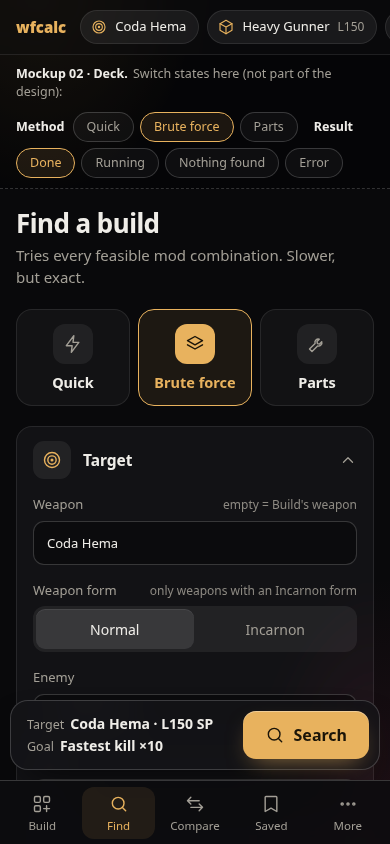 wfcalc Coda Hema Heavy Gunner L150
Mockup 02 · Deck. Switch states here (not part of the
design):
Method Quick Brute force Parts Result
Done Running Nothing found Error
Find a build
Tries every feasible mod combination. Slower,
but exact.
Quick Brute force Parts
Target
Weapon empty = Build's weapon
Coda Hema
Weapon form only weapons with an Incarnon form
Normal Incarnon
Enemy
Target Coda Hema · L150 SP
Goal Fastest kill ×10
Search
Build Find Compare Saved More